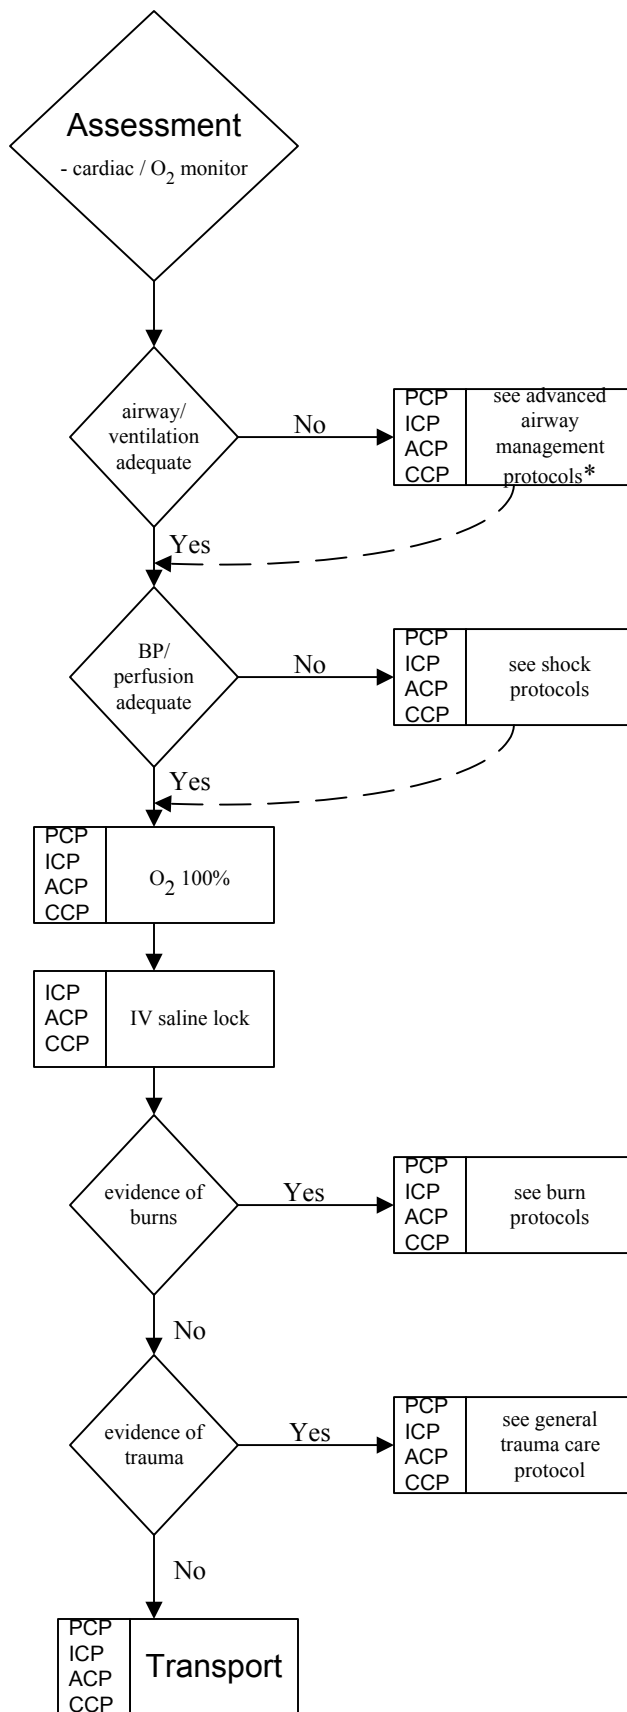 Assessment
- cardiac / O2 monitor
airway/
ventilation
adequate
No
PCP
ICP
ACP
CCP
see advanced
airway
management
protocols*
Yes
BP/
perfusion
adequate
No
PCP
ICP
ACP
CCP
see shock
protocols
Yes
PCP
ICP
ACP
CCP
O2 100%
ICP
ACP
CCP
IV saline lock
evidence of
burns
Yes
PCP
ICP
ACP
CCP
see burn
protocols
No
evidence of
trauma
Yes
PCP
ICP
ACP
CCP
see general
trauma care
protocol
No
PCP
ICP
ACP
CCP
Transport